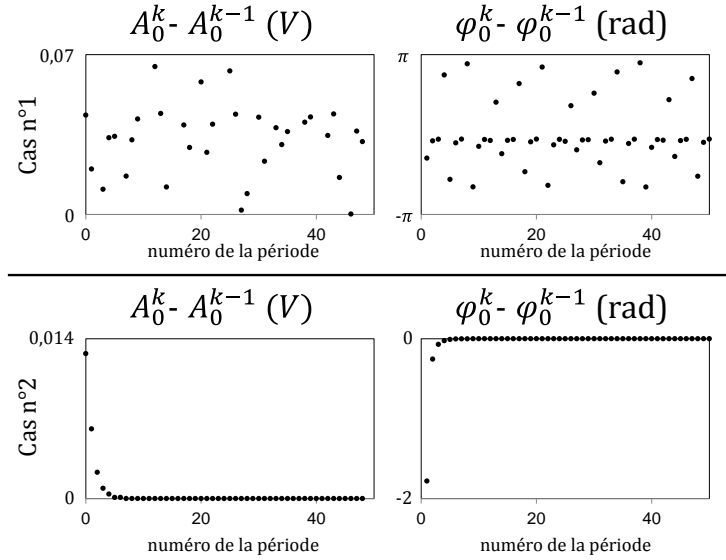 A_0^k - A_0^{k-1} (V)
φ_0^k - φ_0^{k-1} (rad)
Cas n°1
0,07
0
0 20 40
numéro de la période
π
-π
0 20 40
numéro de la période
A_0^k - A_0^{k-1} (V)
φ_0^k - φ_0^{k-1} (rad)
Cas n°2
0,014
0
0 20 40
numéro de la période
0
-2
0 20 40
numéro de la période